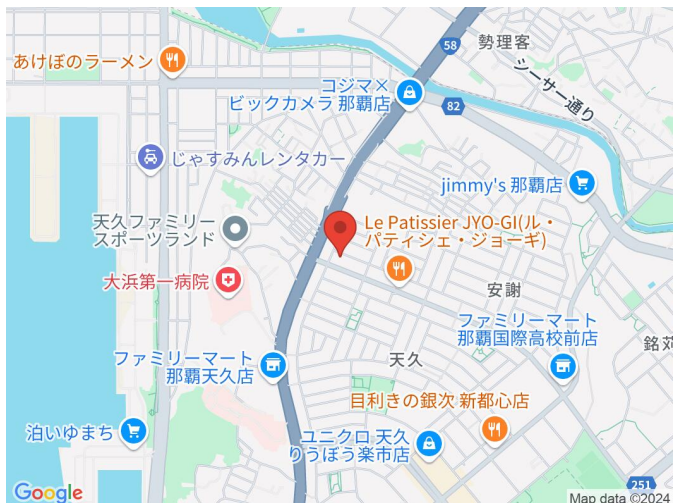 58
勢理客
あけぼのラーメン
コジマ×
ビックカメラ 那覇店
シーサー通り
82
じゃすみんレンタカー
jimmy's 那覇店
天久ファミリー
スポーツランド
Le Patissier JYO-GI(ル・
パティシェ・ジョーギ)
大浜第一病院
安謝
ファミリーマート
那覇国際高校前店
銘苅
ファミリーマート
那覇天久店
天久
目利きの銀次 新都心店
泊いゆまち
ユニクロ 天久
りうぼう楽市店
251
Google
Map data ©2024